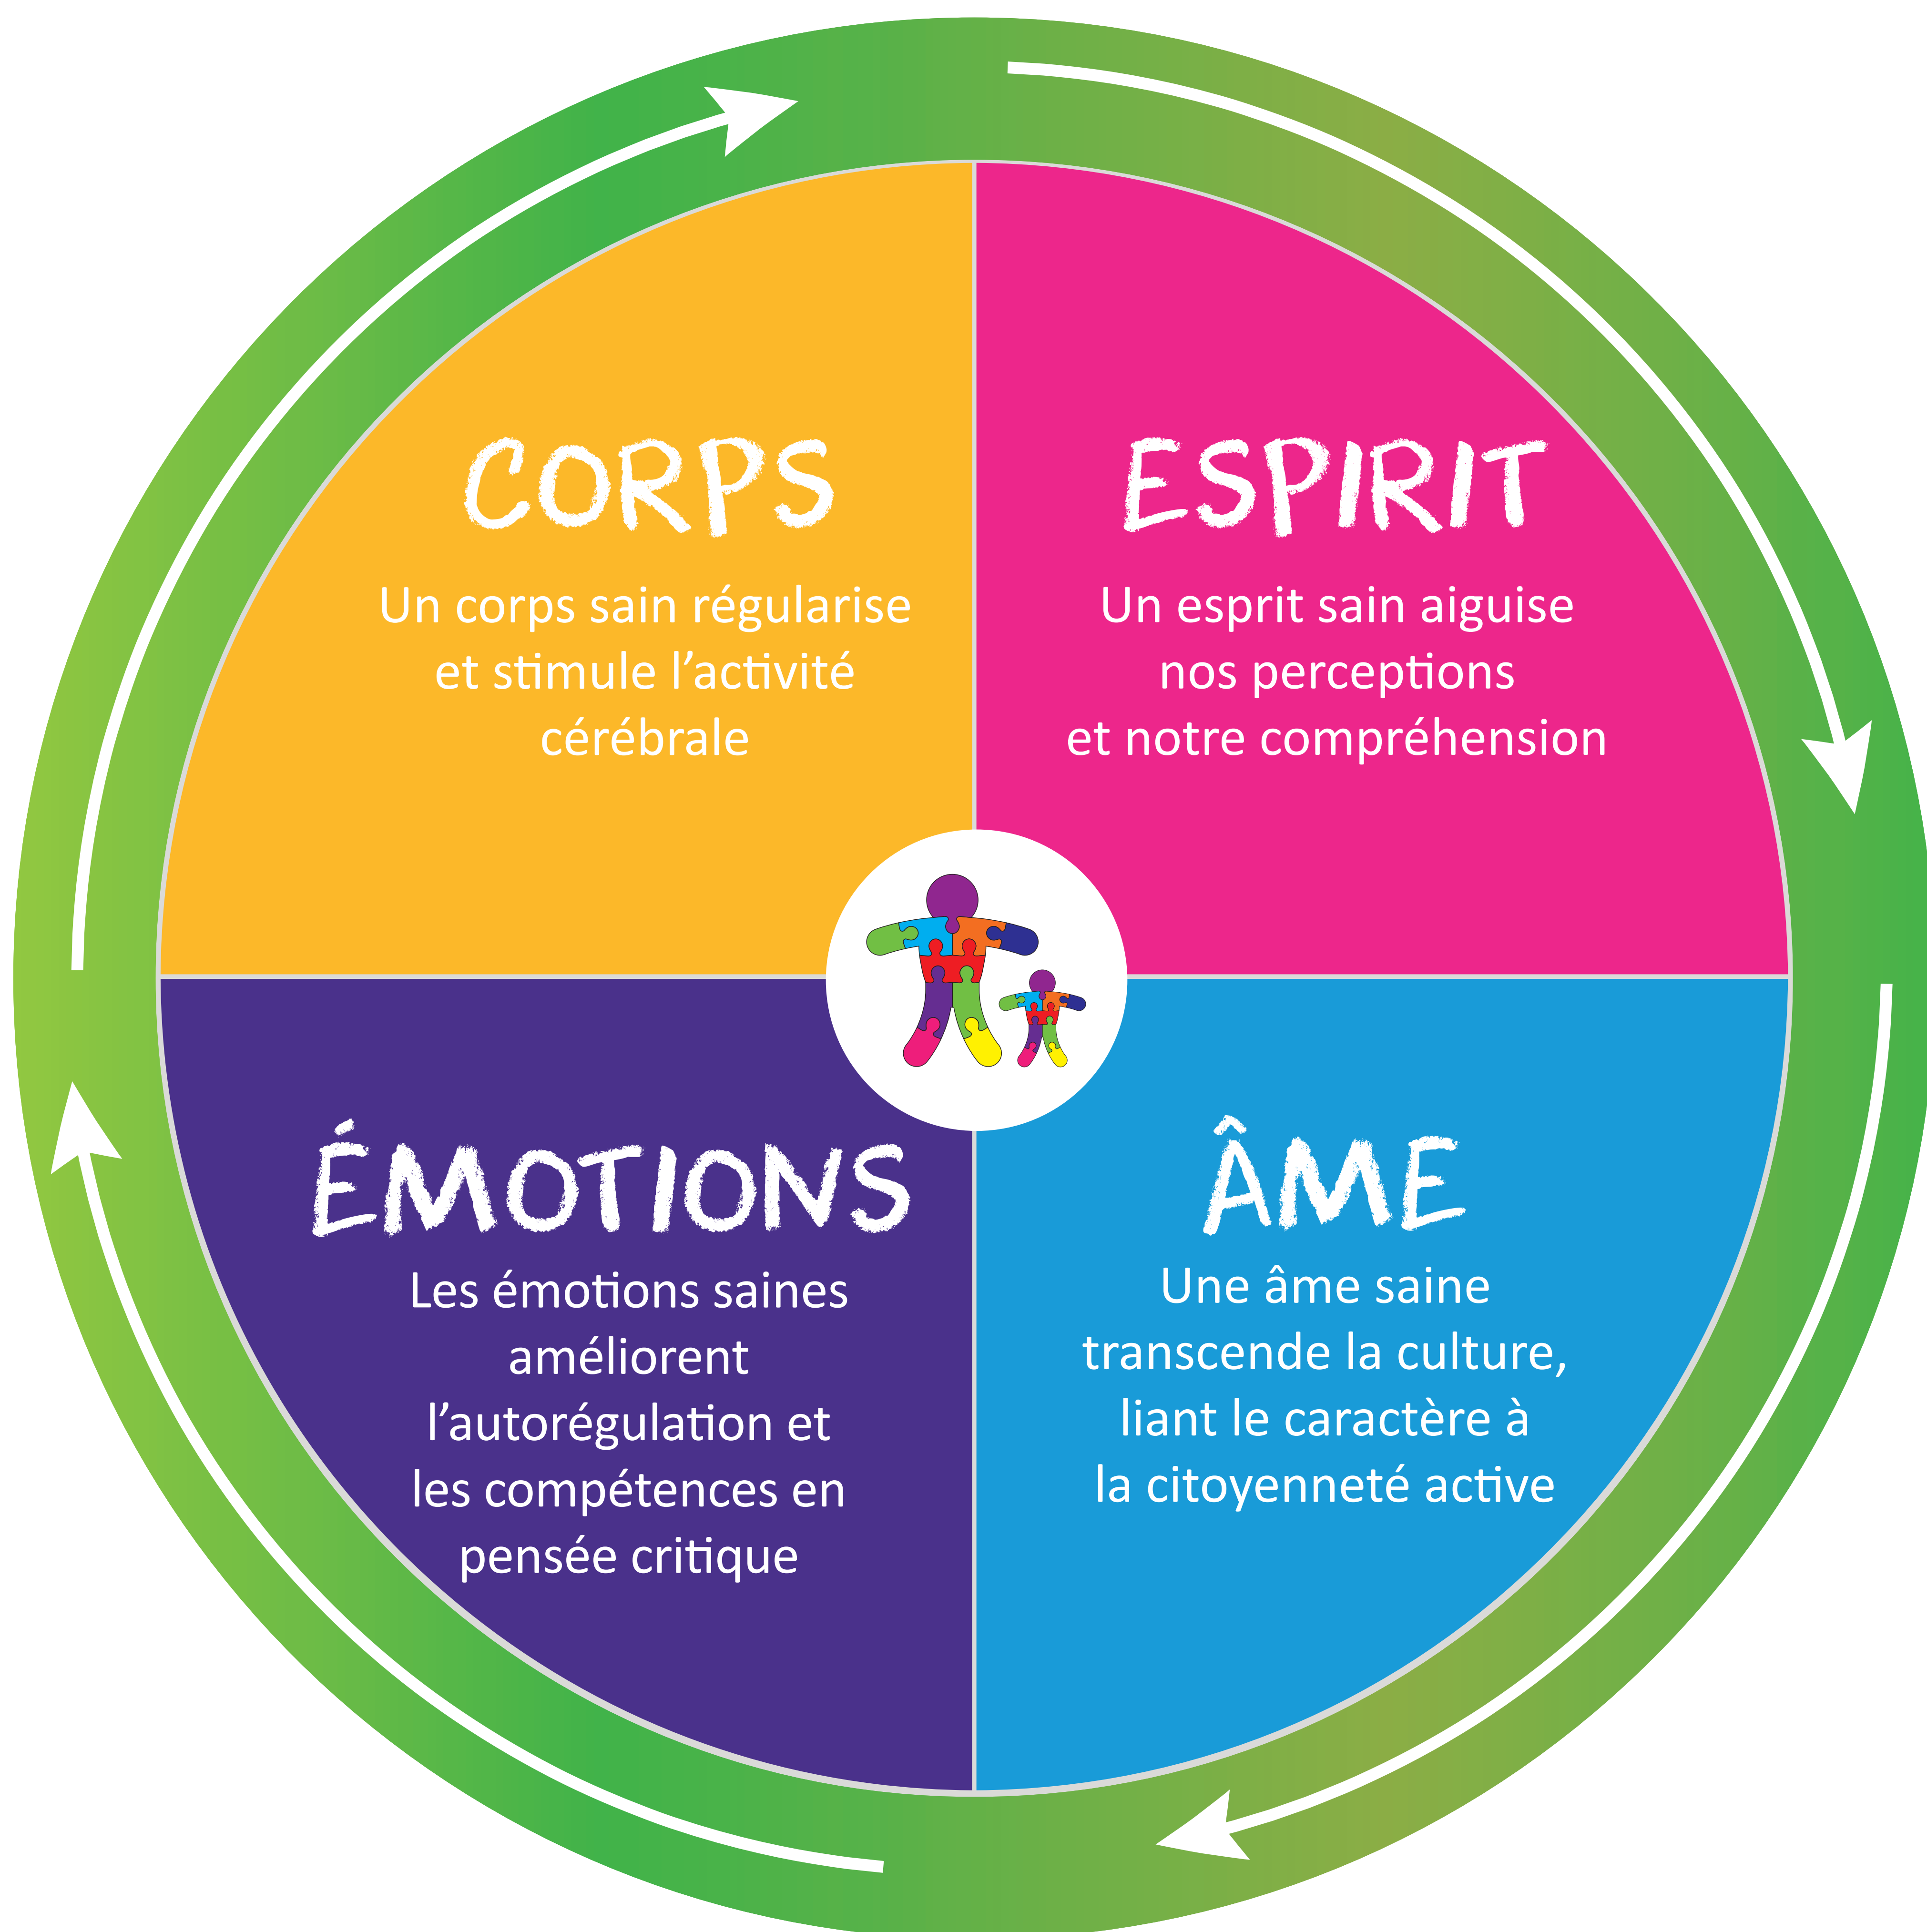 CORPS
Un corps sain régularise
et stimule l’activité
cérébrale
ESPIRIT
Un esprit sain aiguise
nos perceptions
et notre compréhension
ÉMOTIONS
Les émotions saines
améliorent
l’autorégulation et
les compétences en
pensée critique
ÂME
Une âme saine
transcende la culture,
liant le caractère à
la citoyenneté active